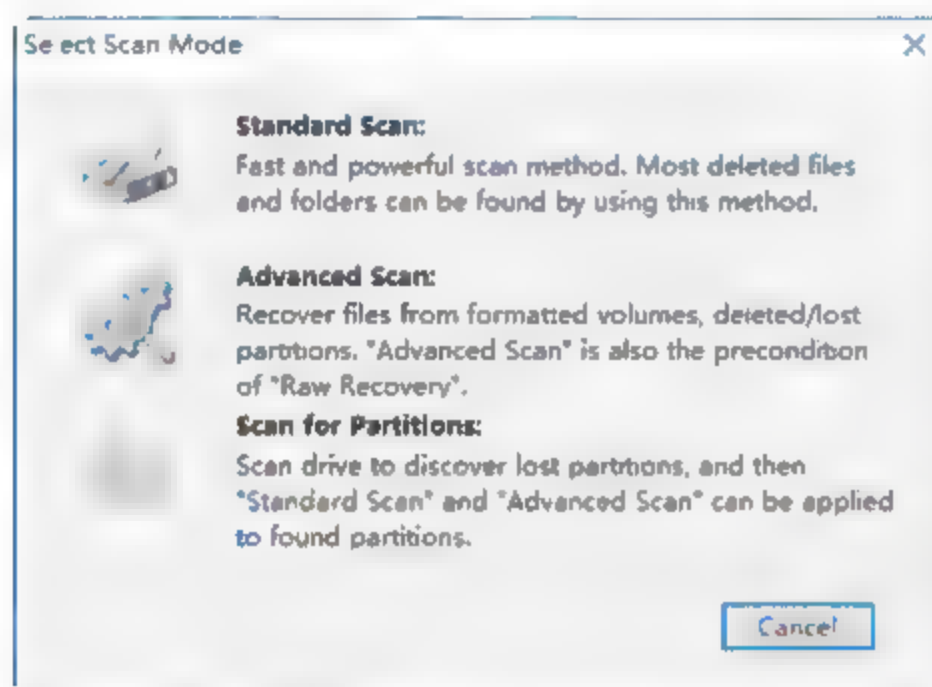 Select Scan Mode
Standard Scan:
Fast and powerful scan method. Most deleted files
and folders can be found by using this method.
Advanced Scan:
Recover files from formatted volumes, deleted/lost
partitions. "Advanced Scan" is also the precondition
of "Raw Recovery".
Scan for Partitions:
Scan drive to discover lost partitions, and then
"Standard Scan" and "Advanced Scan" can be applied
to found partitions.
Cancel